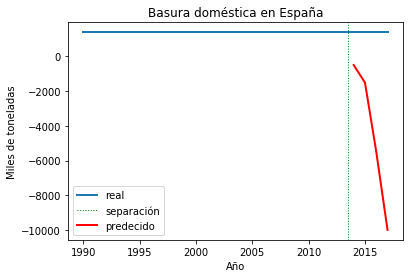 Basura doméstica en España
Miles de toneladas
0
−2000
−4000
−6000
−8000
−10000
real
separación
predecido
1990 1995 2000 2005 2010 2015
Año